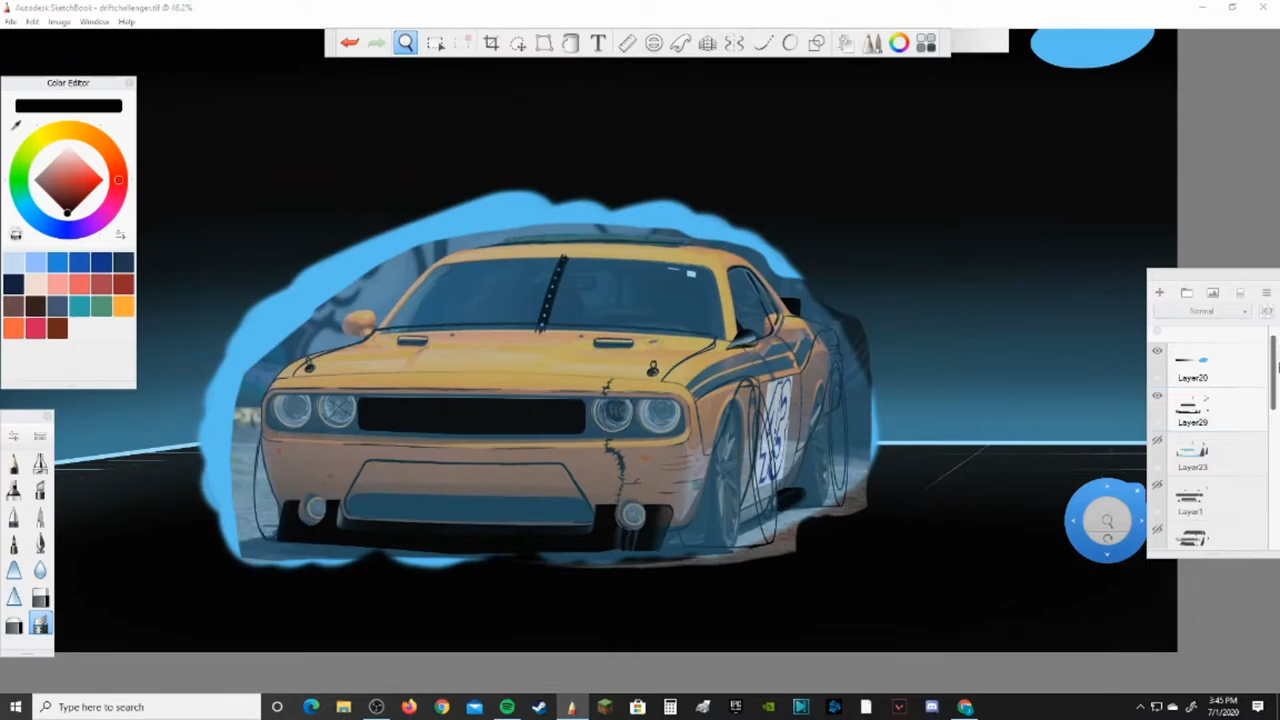 Autodesk SketchBook - driftchallenger.tif @ 46.2%
File Edit Image Window Help
Color Editor
Normal
Layer20
Layer29
Layer23
Layer1
Type here to search
3:45 PM
7/1/2020